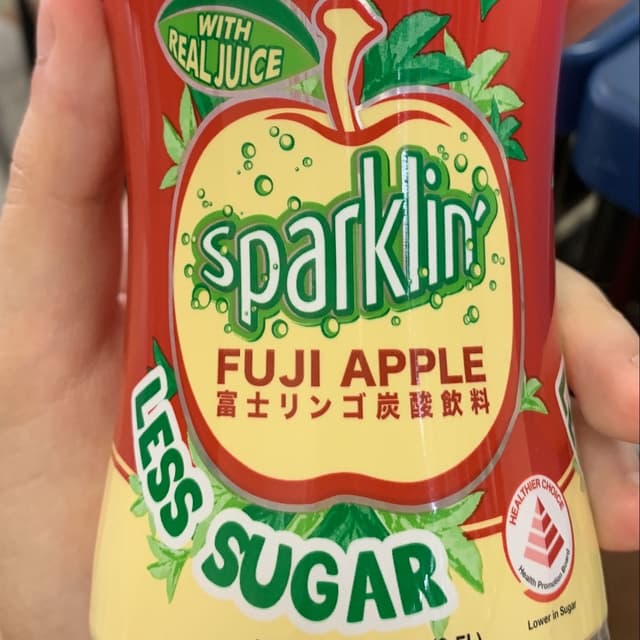 WITH
REAL JUICE
sparklin'
FUJI APPLE
富士リンゴ炭酸飲料
LESS
SUGAR
HEALTHIER CHOICE
Health Promotion Board
Lower in Sugar